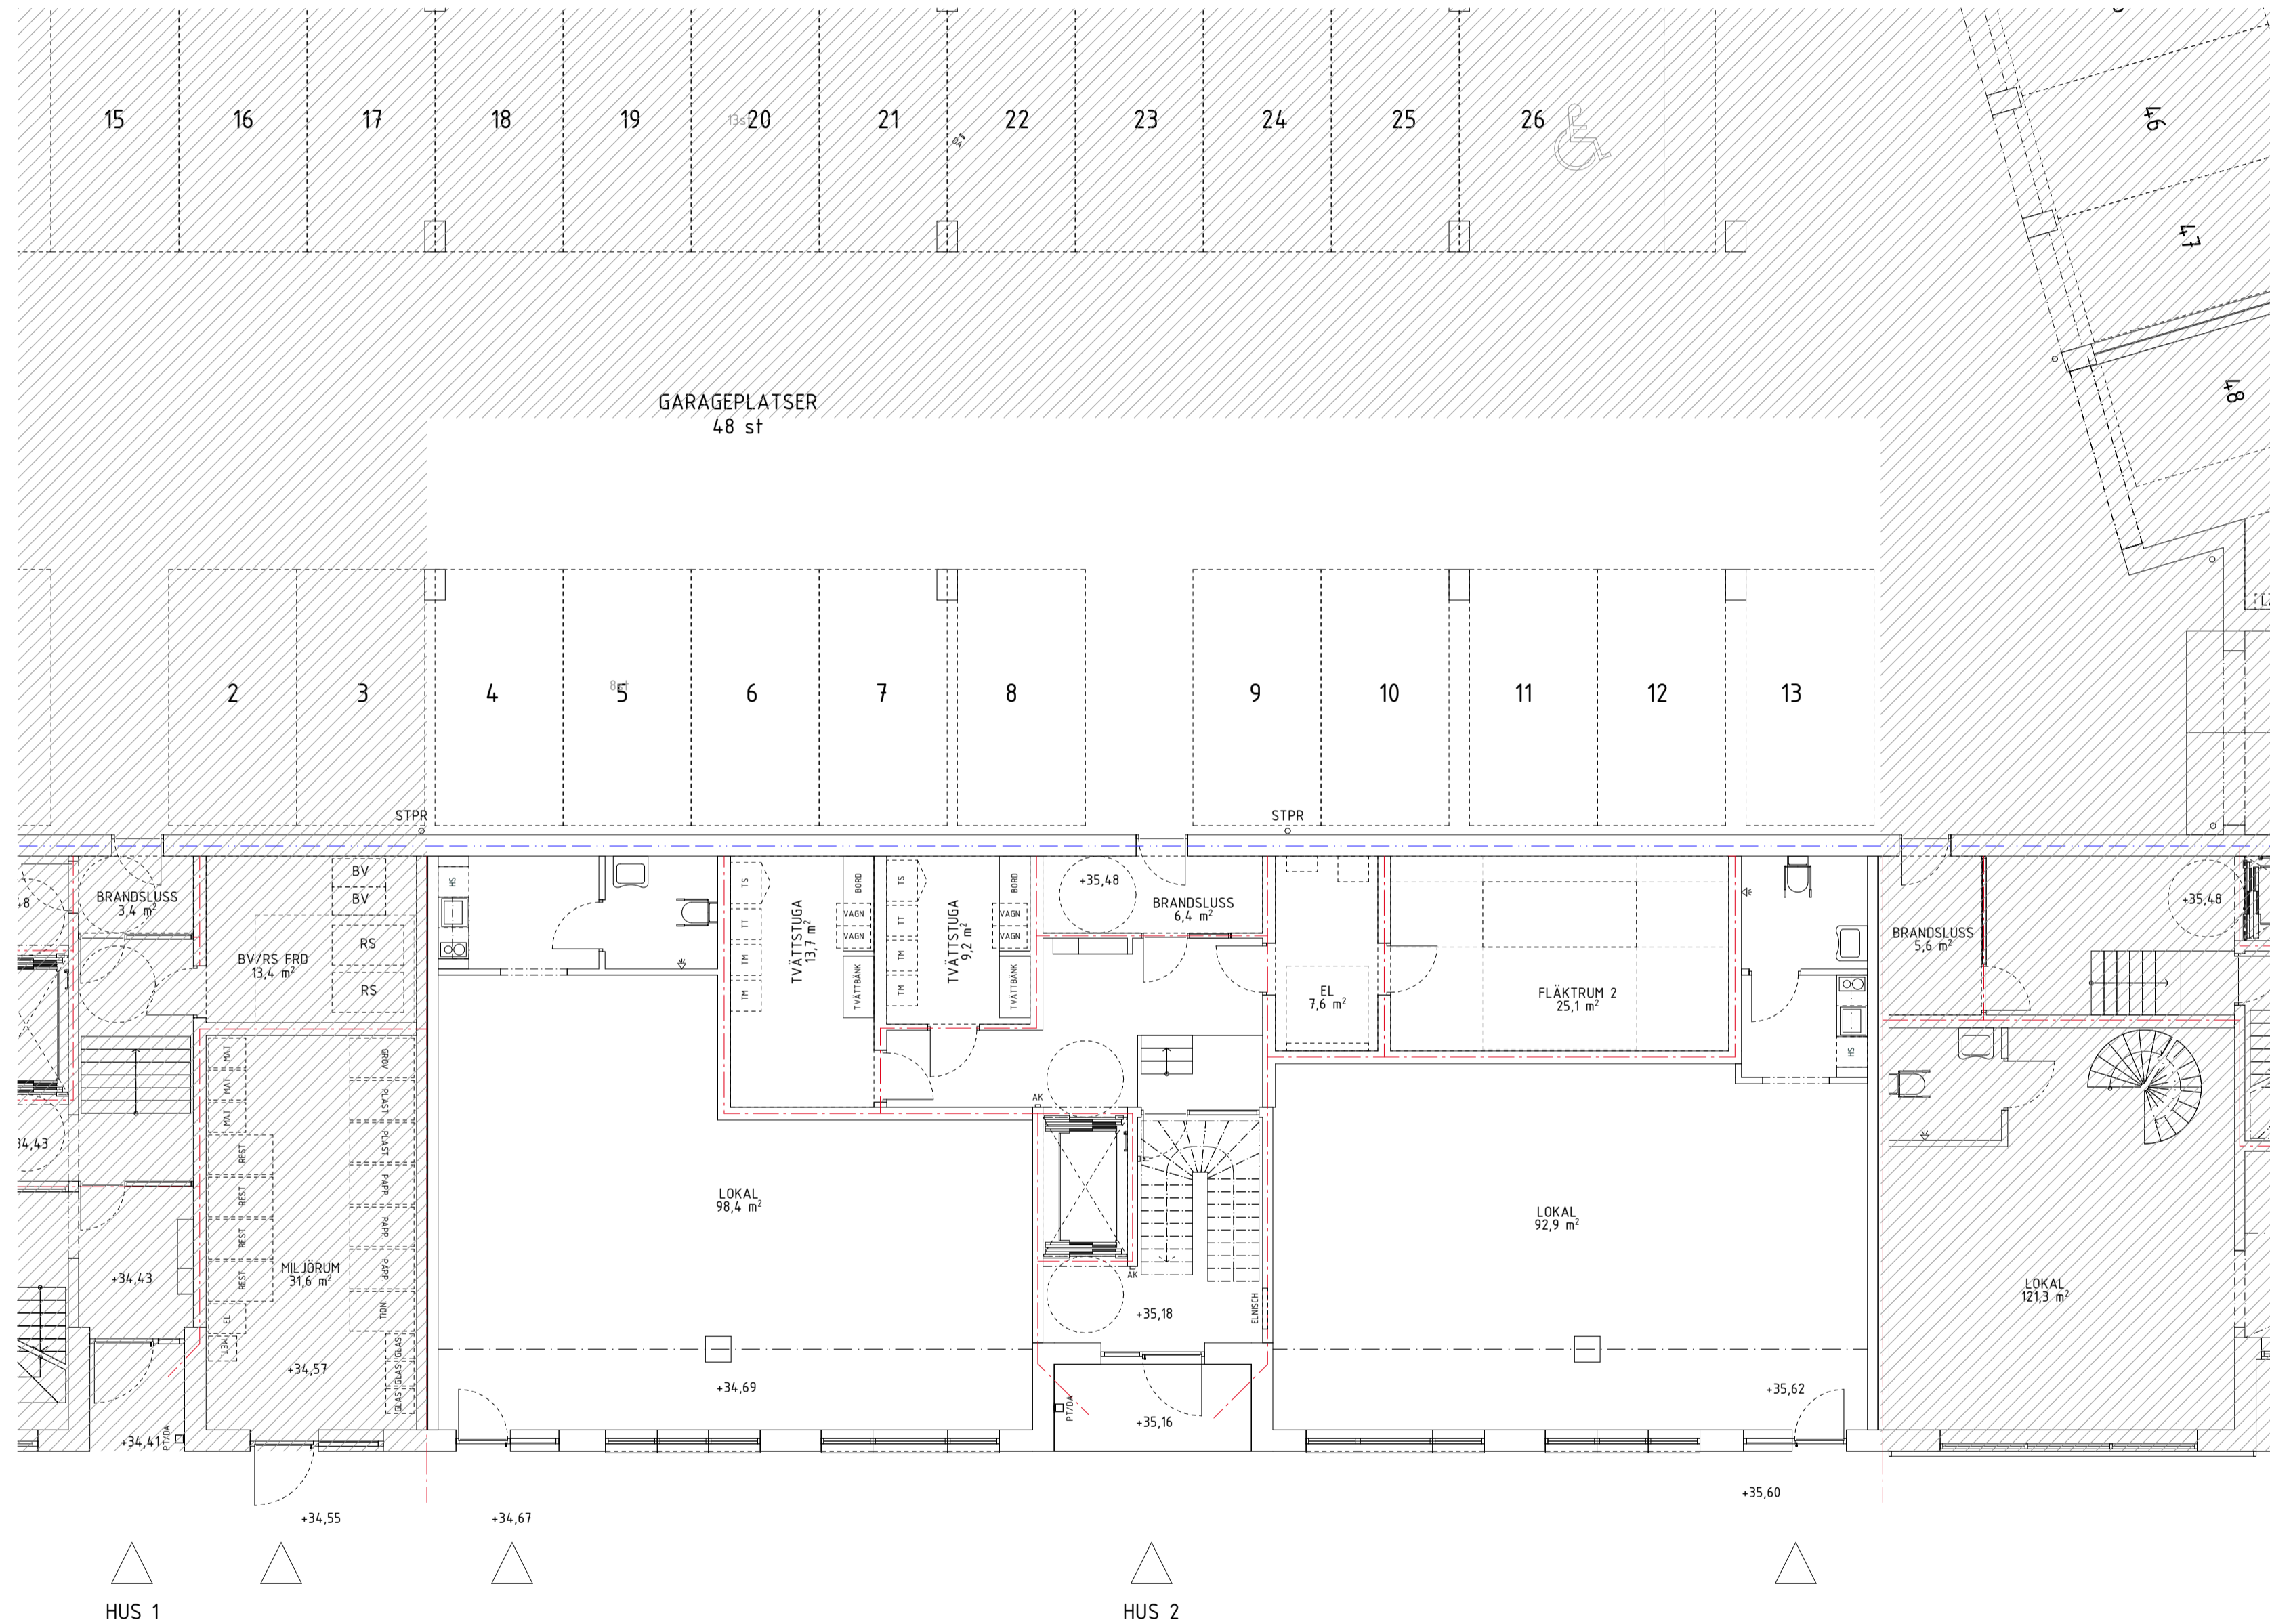 15
16
17
18
19
13st
20
21
DA
22
23
24
25
26
46
47
48
GARAGEPLATSER
48 st
2
3
4
8st
5
6
7
8
9
10
11
12
13
STPR
STPR
BRANDSLUSS
3,4 m²
BV
BV
RS
RS
BV/RS FRD
13,4 m²
HS
TS
TT
TM
TM
TVÄTTSTUGA
13,7 m²
BORD
VAGN
VAGN
TVÄTTBÄNK
TS
TT
TM
TM
TVÄTTSTUGA
9,2 m²
BORD
VAGN
VAGN
TVÄTTBÄNK
+35,48
BRANDSLUSS
6,4 m²
EL
7,6 m²
FLÄKTRUM 2
25,1 m²
HS
BRANDSLUSS
5,6 m²
+35,48
MAT
MAT
MAT
REST
REST
REST
REST
EL
MET
GROV
PLAST
PLAST
PAPP
PAPP
PAPP
TIDN
GLAS
GLAS
GLAS
MILJÖRUM
31,6 m²
+34,57
34,43
+34,43
+34,41
PT/DA
LOKAL
98,4 m²
+34,69
AK
AK
+35,18
ELNISCH
PT/DA
+35,16
LOKAL
92,9 m²
+35,62
LOKAL
121,3 m²
+34,55
+34,67
+35,60
HUS 1
HUS 2